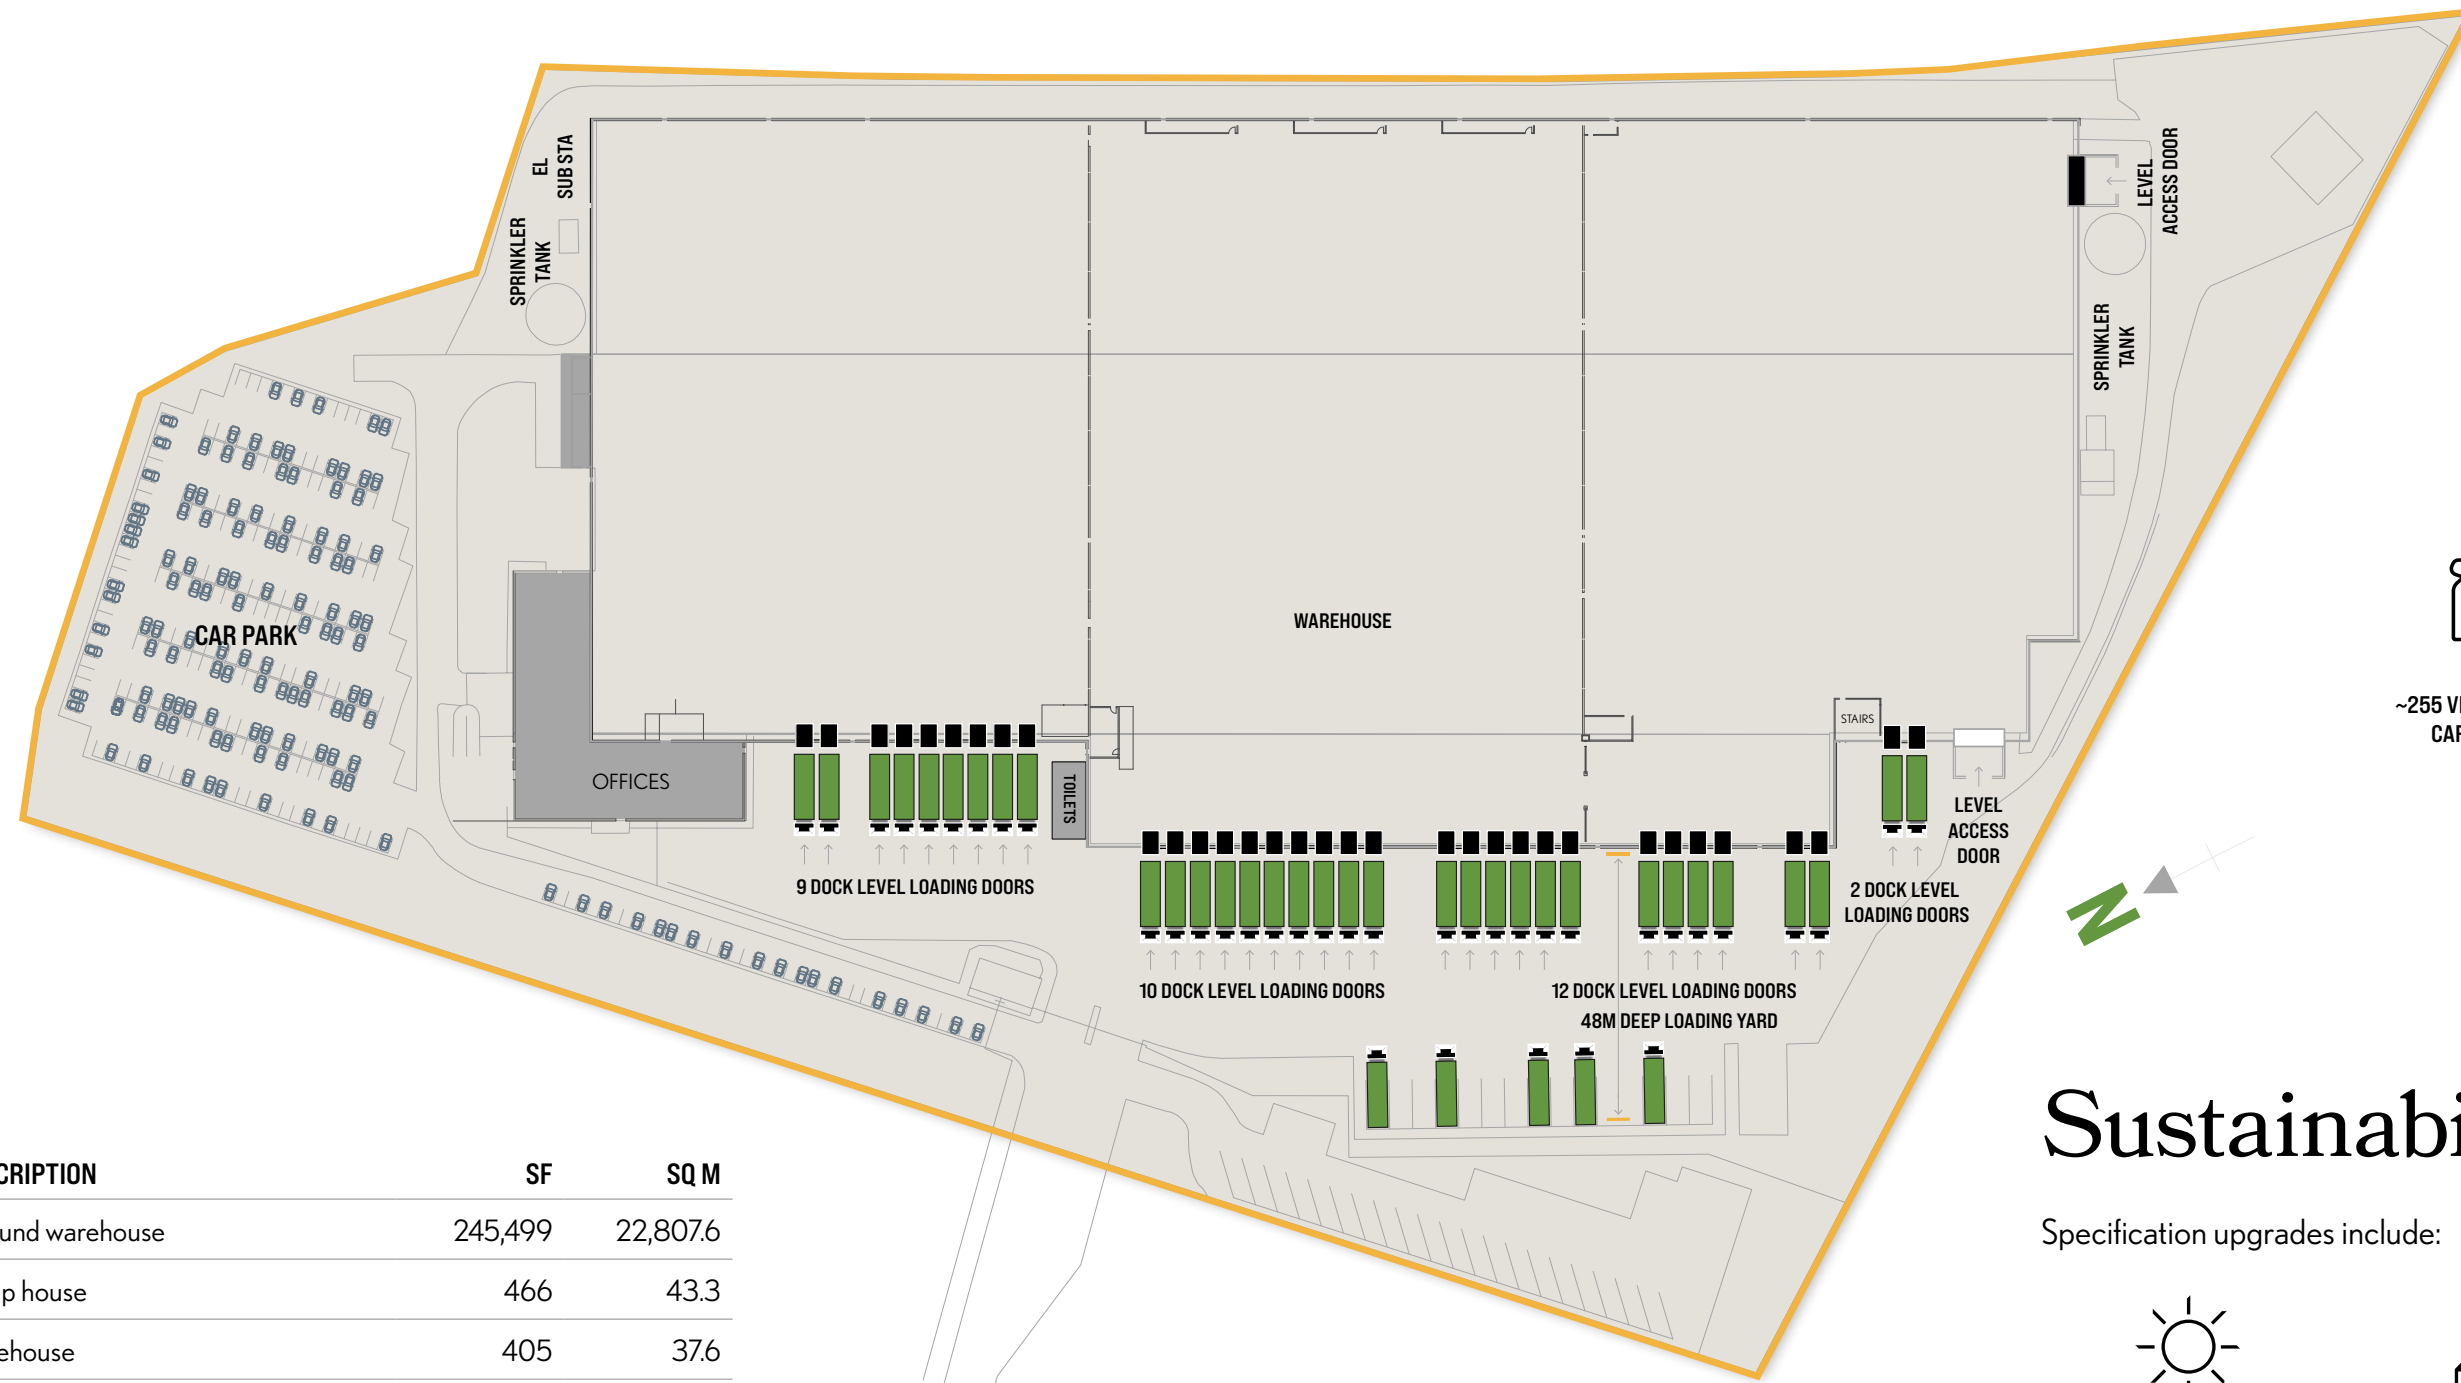 EL
SUB STA
SPRINKLER
TANK
LEVEL
ACCESS DOOR
SPRINKLER
TANK
CAR PARK
WAREHOUSE
STAIRS
OFFICES
TOILETS
9 DOCK LEVEL LOADING DOORS
LEVEL
ACCESS
DOOR
2 DOCK LEVEL
LOADING DOORS
10 DOCK LEVEL LOADING DOORS
12 DOCK LEVEL LOADING DOORS
48M DEEP LOADING YARD
N
~255
CAR
CRIPTION SF SQ M
und warehouse 245,499 22,807.6
p house 466 43.3
ehouse 405 37.6
Sustainabi
Specification upgrades include: